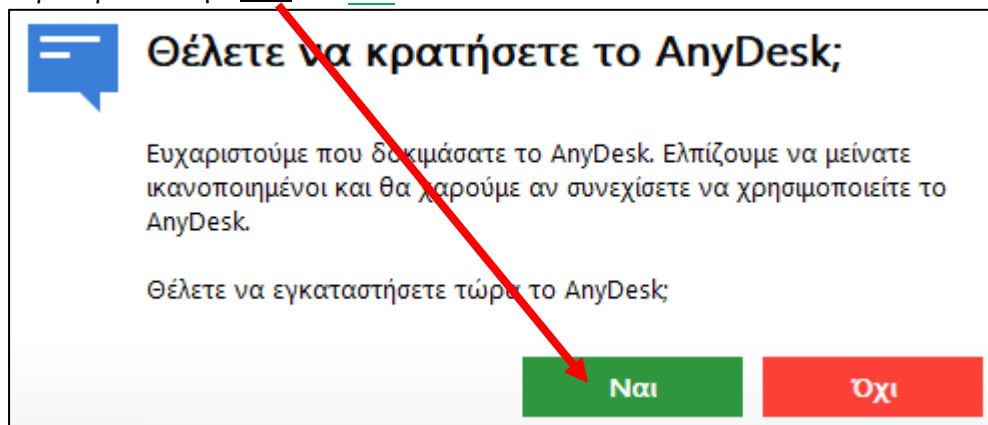 Θέλετε να κρατήσετε το AnyDesk;
Ευχαριστούμε που δοκιμάσατε το AnyDesk. Ελπίζουμε να μείνατε
ικανοποιημένοι και θα χαρούμε αν συνεχίσετε να χρησιμοποιείτε το
AnyDesk.
Θέλετε να εγκαταστήσετε τώρα το AnyDesk;
Ναι
Όχι